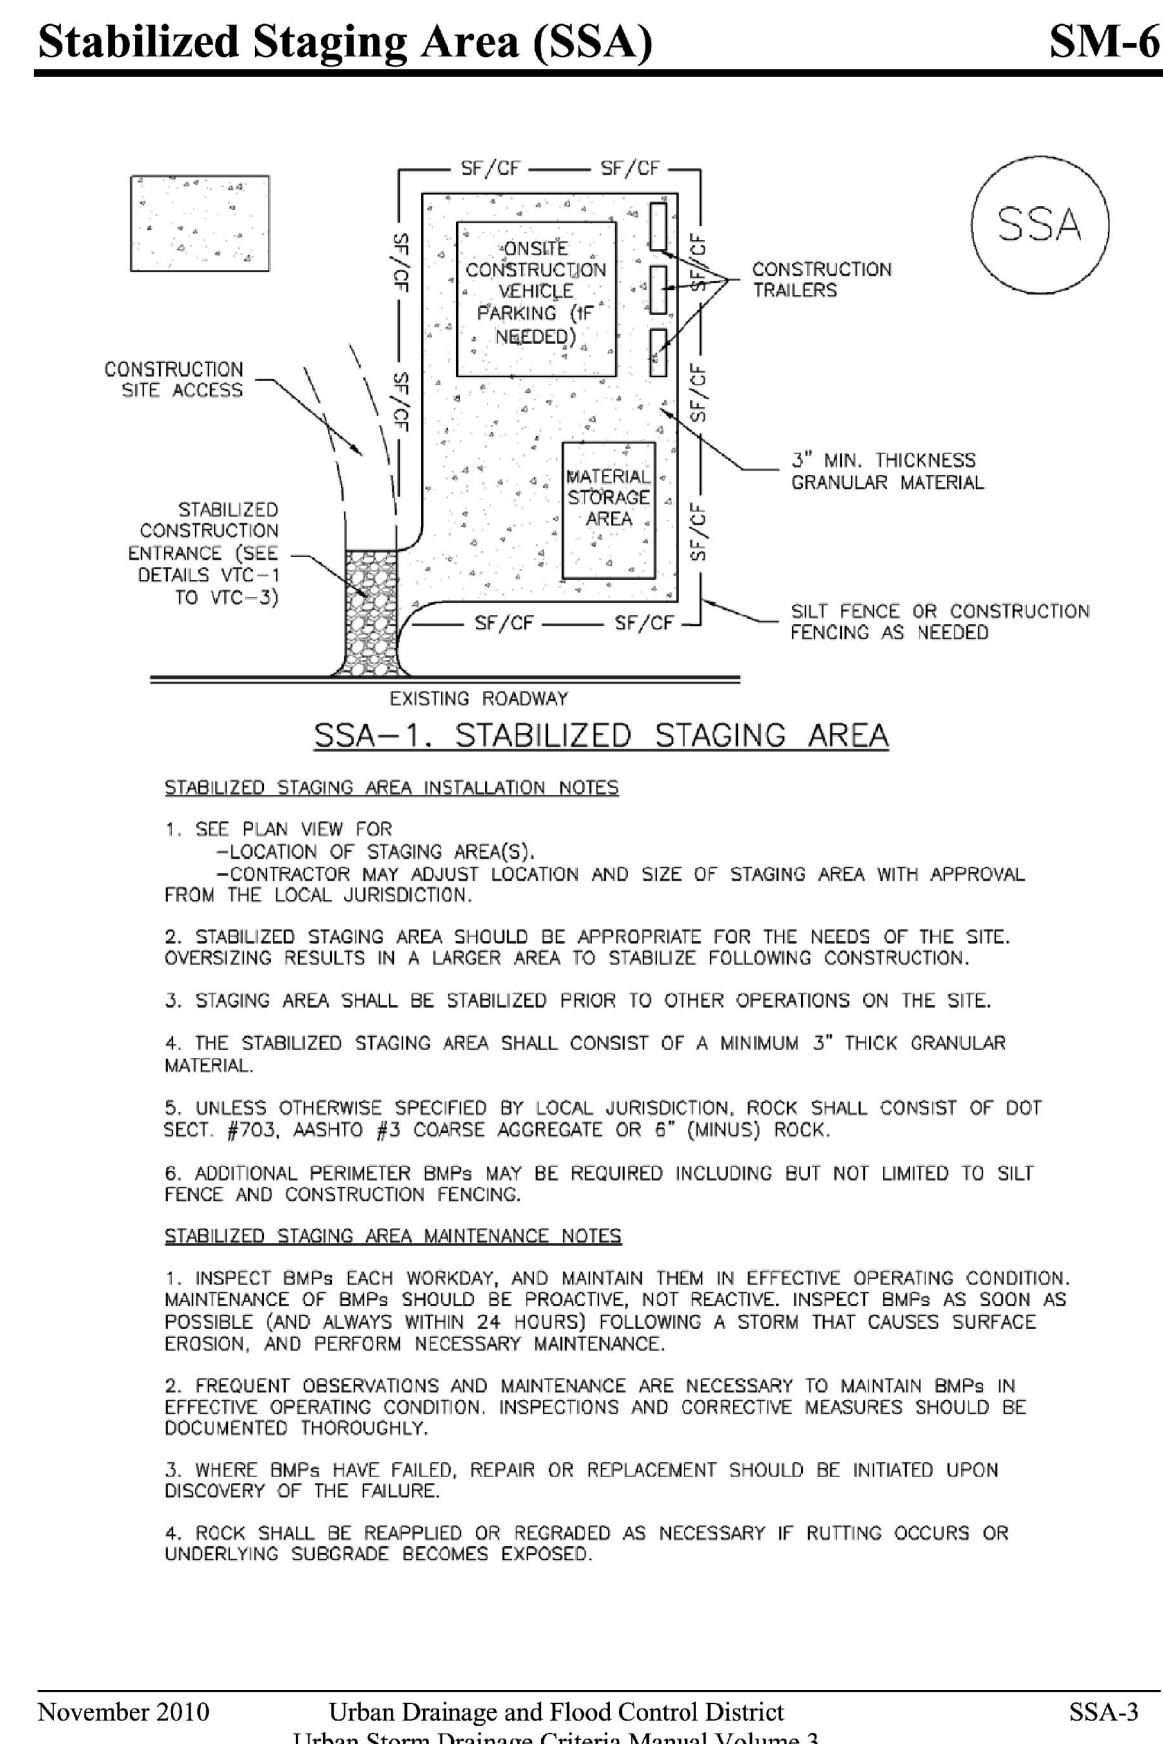 Stabilized Staging Area (SSA) SM-6
SF/CF SF/CF
SSA
SF/CF
SF/CF
ONSITE
CONSTRUCTION
VEHICLE
PARKING (IF
NEEDED)
SF/CF
CONSTRUCTION
TRAILERS
CONSTRUCTION
SITE ACCESS
SF/CF
3" MIN. THICKNESS
GRANULAR MATERIAL
MATERIAL
STORAGE
AREA
SF/CF
STABILIZED
CONSTRUCTION
ENTRANCE (SEE
DETAILS VTC-1
TO VTC-3)
SILT FENCE OR CONSTRUCTION
FENCING AS NEEDED
SF/CF SF/CF
EXISTING ROADWAY
SSA-1. STABILIZED STAGING AREA
STABILIZED STAGING AREA INSTALLATION NOTES
1. SEE PLAN VIEW FOR
-LOCATION OF STAGING AREA(S).
-CONTRACTOR MAY ADJUST LOCATION AND SIZE OF STAGING AREA WITH APPROVAL
FROM THE LOCAL JURISDICTION.
2. STABILIZED STAGING AREA SHOULD BE APPROPRIATE FOR THE NEEDS OF THE SITE.
OVERSIZING RESULTS IN A LARGER AREA TO STABILIZE FOLLOWING CONSTRUCTION.
3. STAGING AREA SHALL BE STABILIZED PRIOR TO OTHER OPERATIONS ON THE SITE.
4. THE STABILIZED STAGING AREA SHALL CONSIST OF A MINIMUM 3" THICK GRANULAR
MATERIAL.
5. UNLESS OTHERWISE SPECIFIED BY LOCAL JURISDICTION, ROCK SHALL CONSIST OF DOT
SECT. #703, AASHTO #3 COARSE AGGREGATE OR 6" (MINUS) ROCK.
6. ADDITIONAL PERIMETER BMPs MAY BE REQUIRED INCLUDING BUT NOT LIMITED TO SILT
FENCE AND CONSTRUCTION FENCING.
STABILIZED STAGING AREA MAINTENANCE NOTES
1. INSPECT BMPs EACH WORKDAY, AND MAINTAIN THEM IN EFFECTIVE OPERATING CONDITION.
MAINTENANCE OF BMPs SHOULD BE PROACTIVE, NOT REACTIVE. INSPECT BMPs AS SOON AS
POSSIBLE (AND ALWAYS WITHIN 24 HOURS) FOLLOWING A STORM THAT CAUSES SURFACE
EROSION, AND PERFORM NECESSARY MAINTENANCE.
2. FREQUENT OBSERVATIONS AND MAINTENANCE ARE NECESSARY TO MAINTAIN BMPs IN
EFFECTIVE OPERATING CONDITION. INSPECTIONS AND CORRECTIVE MEASURES SHOULD BE
DOCUMENTED THOROUGHLY.
3. WHERE BMPs HAVE FAILED, REPAIR OR REPLACEMENT SHOULD BE INITIATED UPON
DISCOVERY OF THE FAILURE.
4. ROCK SHALL BE REAPPLIED OR REGRADED AS NECESSARY IF RUTTING OCCURS OR
UNDERLYING SUBGRADE BECOMES EXPOSED.
November 2010 Urban Drainage and Flood Control District SSA-3
Urban Storm Drainage Criteria Manual Volume 3